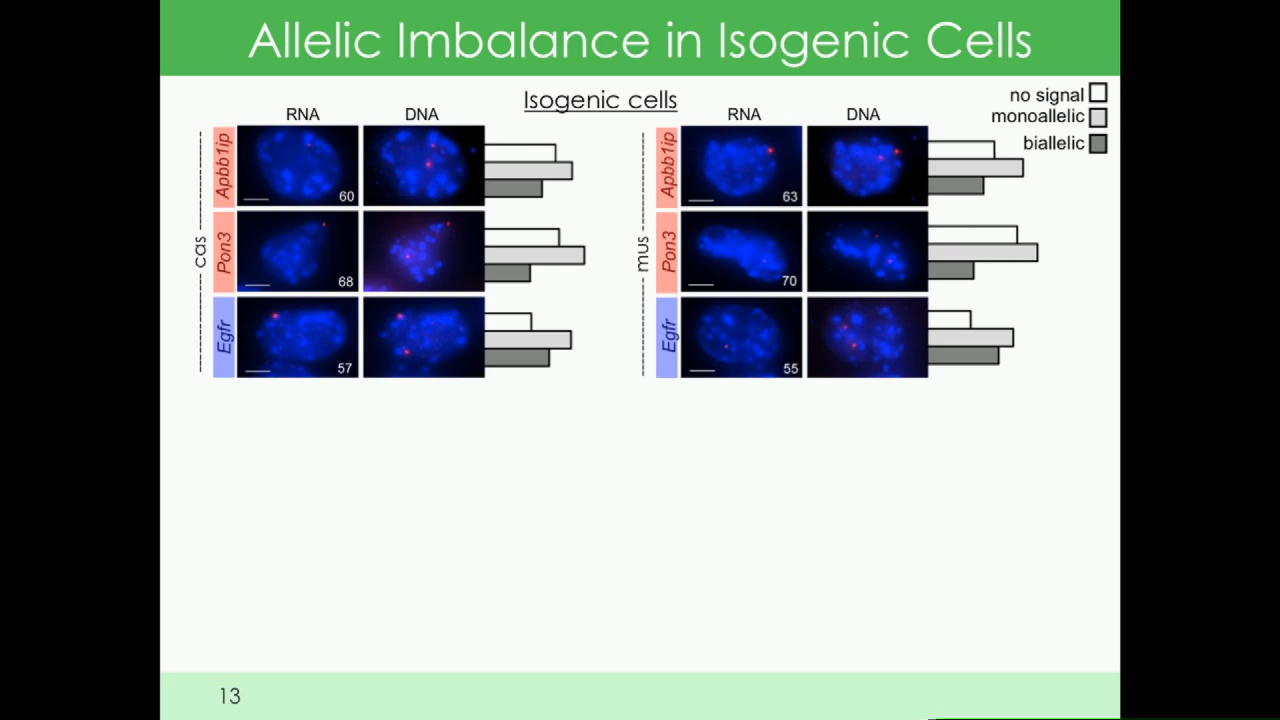 Allelic Imbalance in Isogenic Cells
Isogenic cells
no signal
monoallelic
biallelic
RNA DNA
cas
Apbb1ip
60
Pon3
68
Egfr
57
RNA DNA
mus
Apbb1ip
63
Pon3
70
Egfr
55
13